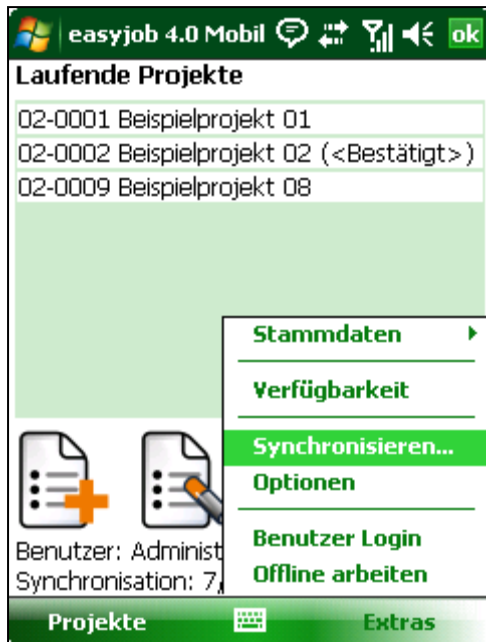 easyjob 4.0 Mobil
ok
Laufende Projekte
02-0001 Beispielprojekt 01
02-0002 Beispielprojekt 02 (<Bestätigt>)
02-0009 Beispielprojekt 08
Stammdaten
Verfügbarkeit
Synchronisieren...
Optionen
Benutzer Login
Offline arbeiten
Benutzer: Administ
Synchronisation: 7,
Projekte
Extras